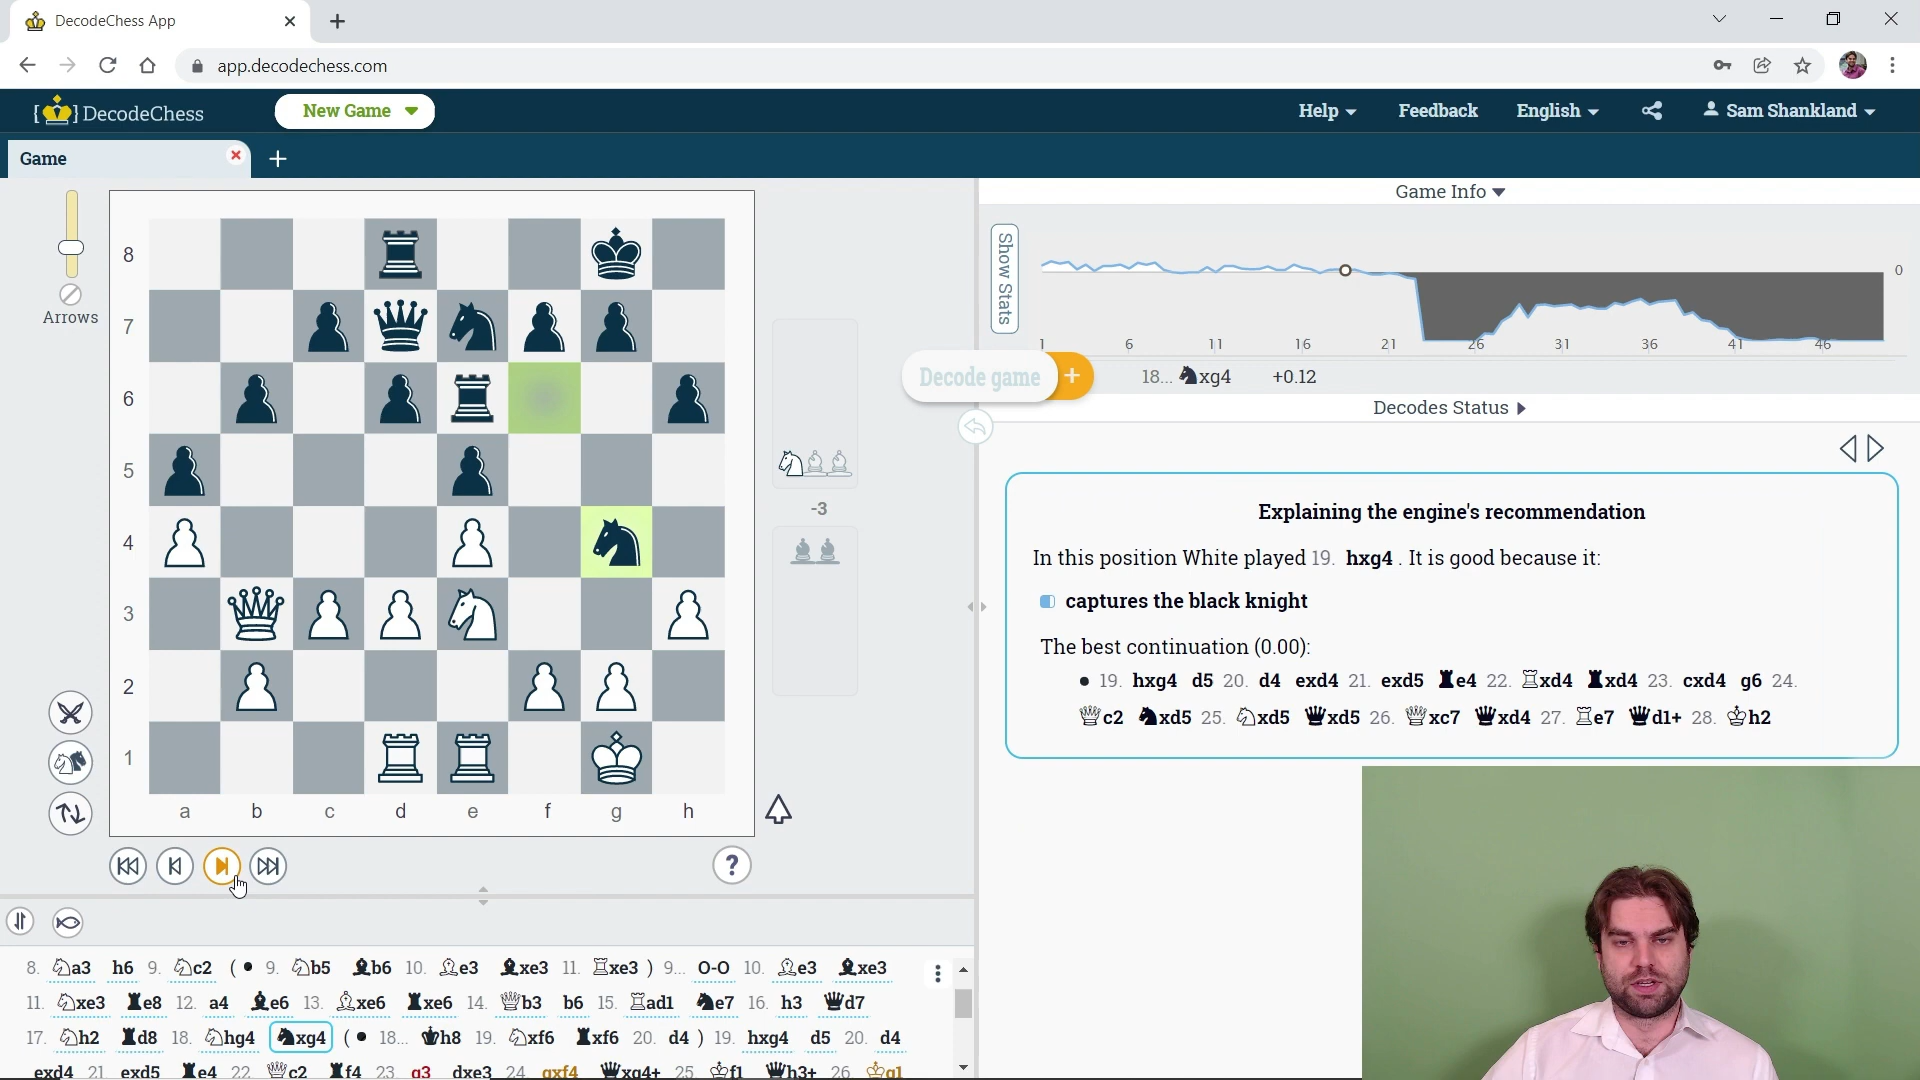 DecodeChess App
app.decodechess.com
[ ] DecodeChess
New Game
Help
Feedback
English
Sam Shankland
Game
Game Info
Arrows
8
7
6
5
4
3
2
1
a b c d e f g h
-3
Show Stats
0
1 6 11 16 21 26 31 36 41 46
Decode game +
18... ♞xg4 +0.12
Decodes Status
Explaining the engine's recommendation
In this position White played 19. hxg4 . It is good because it:
captures the black knight
The best continuation (0.00):
• 19. hxg4 d5 20. d4 exd4 21. exd5 ♜e4 22. ♖xd4 ♜xd4 23. cxd4 g6 24.
♕c2 ♞xd5 25. ♘xd5 ♛xd5 26. ♕xc7 ♛xd4 27. ♖e7 ♛d1+ 28. ♔h2
?
8. ♘a3 h6 9. ♘c2 ( • 9. ♘b5 ♝b6 10. ♗e3 ♝xe3 11. ♖xe3 ) 9... O-O 10. ♗e3 ♝xe3
11. ♘xe3 ♜e8 12. a4 ♝e6 13. ♗xe6 ♜xe6 14. ♕b3 b6 15. ♖ad1 ♞e7 16. h3 ♛d7
17. ♘h2 ♜d8 18. ♘hg4 ♞xg4 ( • 18... ♚h8 19. ♘xf6 ♜xf6 20. d4 ) 19. hxg4 d5 20. d4
exd4 21. exd5 ♜e4 22. ♕c2 ♜f4 23. g3 dxe3 24. gxf4 ♛xg4+ 25. ♔f1 ♛h3+ 26. ♔g1